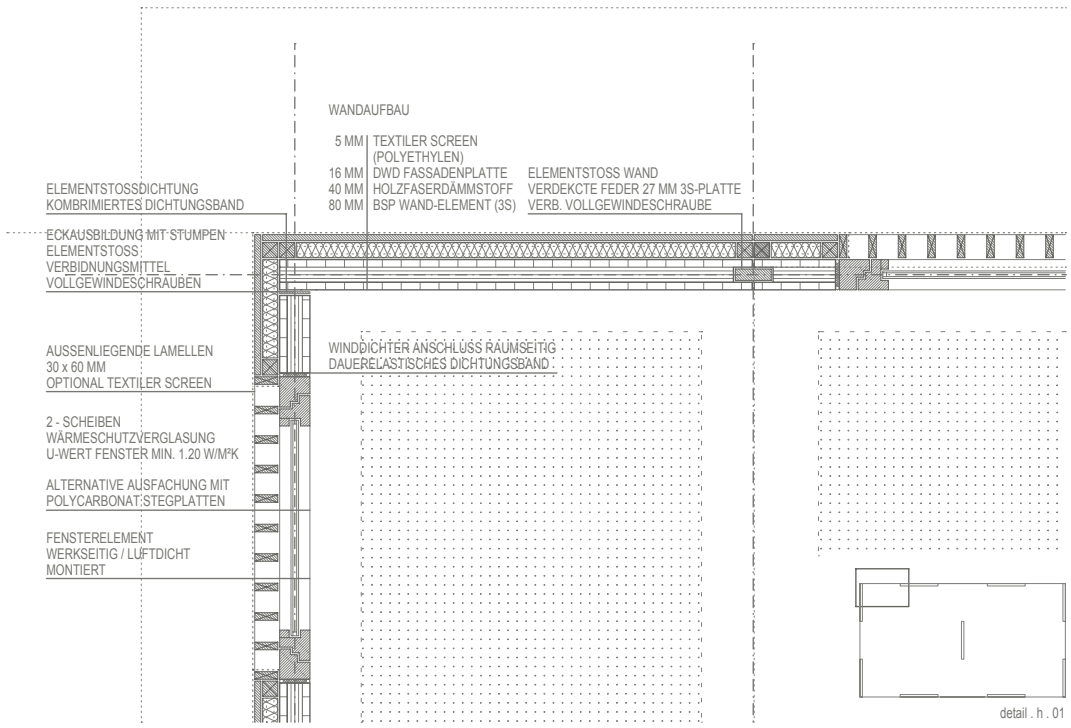 WANDAUFBAU
5 MM TEXTILER SCREEN
(POLYETHYLEN)
16 MM DWD FASSADENPLATTE
40 MM HOLZFASERDÄMMSTOFF
80 MM BSP WAND-ELEMENT (3S)
ELEMENTSTOSS WAND
VERDEKCTE FEDER 27 MM 3S-PLATTE
VERB. VOLLGEWINDESCHRAUBE
ELEMENTSTOSSDICHTUNG
KOMBRIMIERTES DICHTUNGSBAND
ECKAUSBILDUNG MIT STUMPEN
ELEMENTSTOSS
VERBIDNUNGSMITTEL
VOLLGEWINDESCHRAUBEN
WINDDICHTER ANSCHLUSS RAUMSEITIG
DAUERELASTISCHES DICHTUNGSBAND
AUSSENLIEGENDE LAMELLEN
30 x 60 MM
OPTIONAL TEXTILER SCREEN
2 - SCHEIBEN
WÄRMESCHUTZVERGLASUNG
U-WERT FENSTER MIN. 1.20 W/M²K
ALTERNATIVE AUSFACHUNG MIT
POLYCARBONAT STEGPLATTEN
FENSTERELEMENT
WERKSEITIG / LUFTDICHT
MONTIERT
detail . h . 01